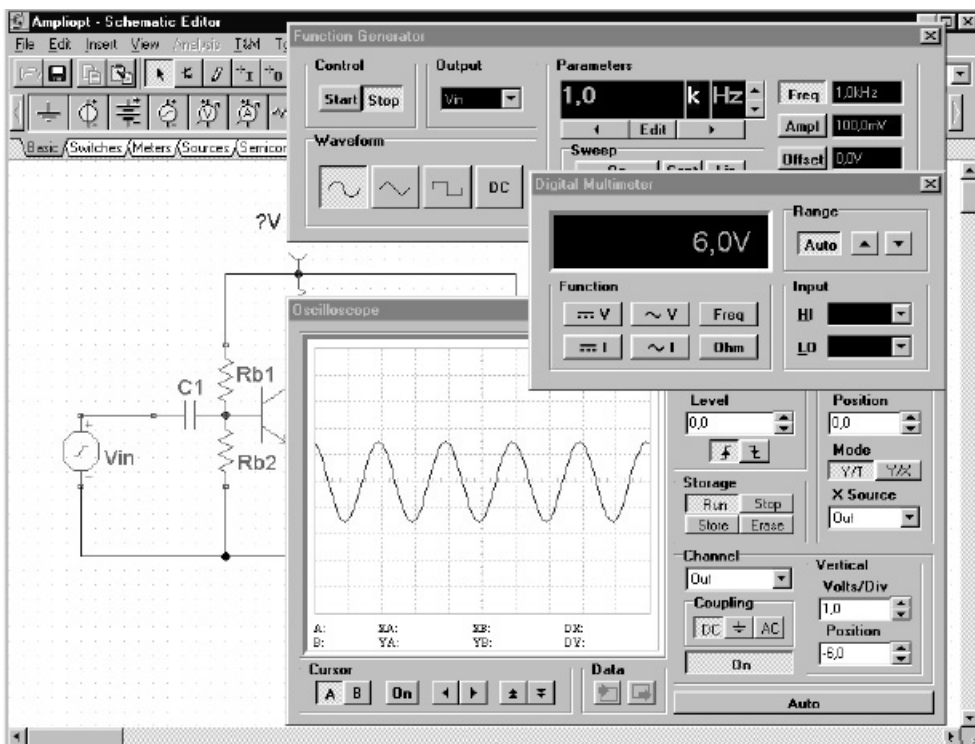 Ampliopt - Schematic Editor
File Edit Insert View Analysis T&M
Basic Switches Meters Sources
Function Generator
Control
Start Stop
Output
Vin
Parameters
1,0 k Hz
Edit
Freq 1,0kHz
Ampl 100,0mV
Offset 0,0V
Waveform
DC
Sweep
Digital Multimeter
6,0V
Range
Auto
Function
V V Freq
I I Ohm
Input
HI
LO
?V
Rb1
C1
Vin
Rb2
Oscilloscope
A: XA: XB: DX:
B: YA: YB: DY:
Cursor
A B On
Data
Level
0,0
Position
0,0
Mode
Y/T Y/X
X Source
Out
Storage
Run Stop
Store Erase
Channel
Out
Coupling
DC AC
On
Vertical
Volts/Div
1,0
Position
-6,0
Auto